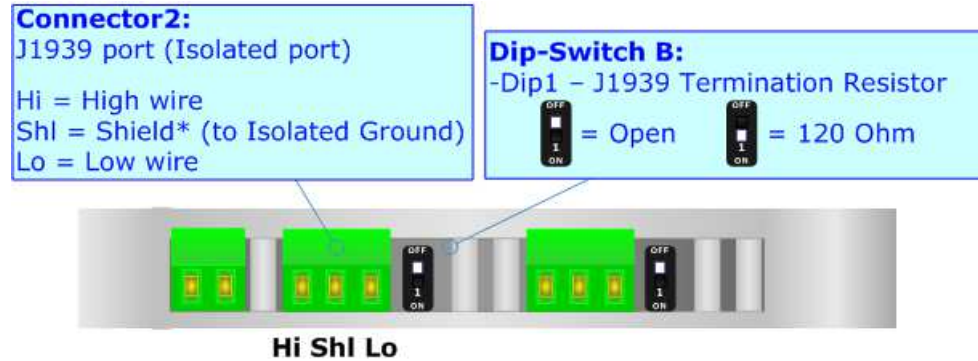 Connector2:
J1939 port (Isolated port)
Hi = High wire
Shl = Shield* (to Isolated Ground)
Lo = Low wire
Dip-Switch B:
-Dip1 – J1939 Termination Resistor
OFF
1
ON
= Open
OFF
1
ON
= 120 Ohm
OFF
1
ON
OFF
1
ON
Hi Shl Lo